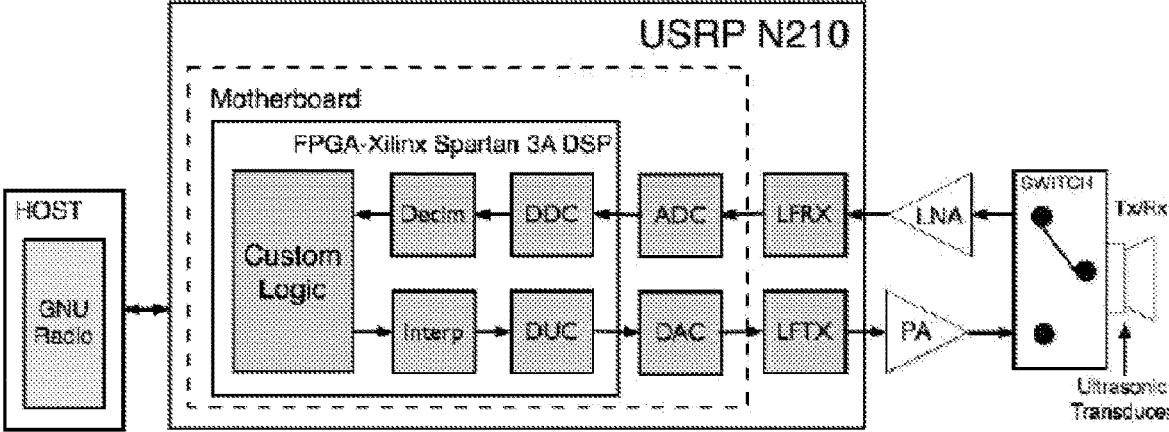 USRP N210
Motherboard
FPGA-Xilinx Spartan 3A DSP
HOST
GNU
Radio
Custom
Logic
Decim
DDC
ADC
LFRX
LNA
SWITCH
Tx/Rx
Interp
DUC
DAC
LFTX
PA
Ultrasonic
Transducer